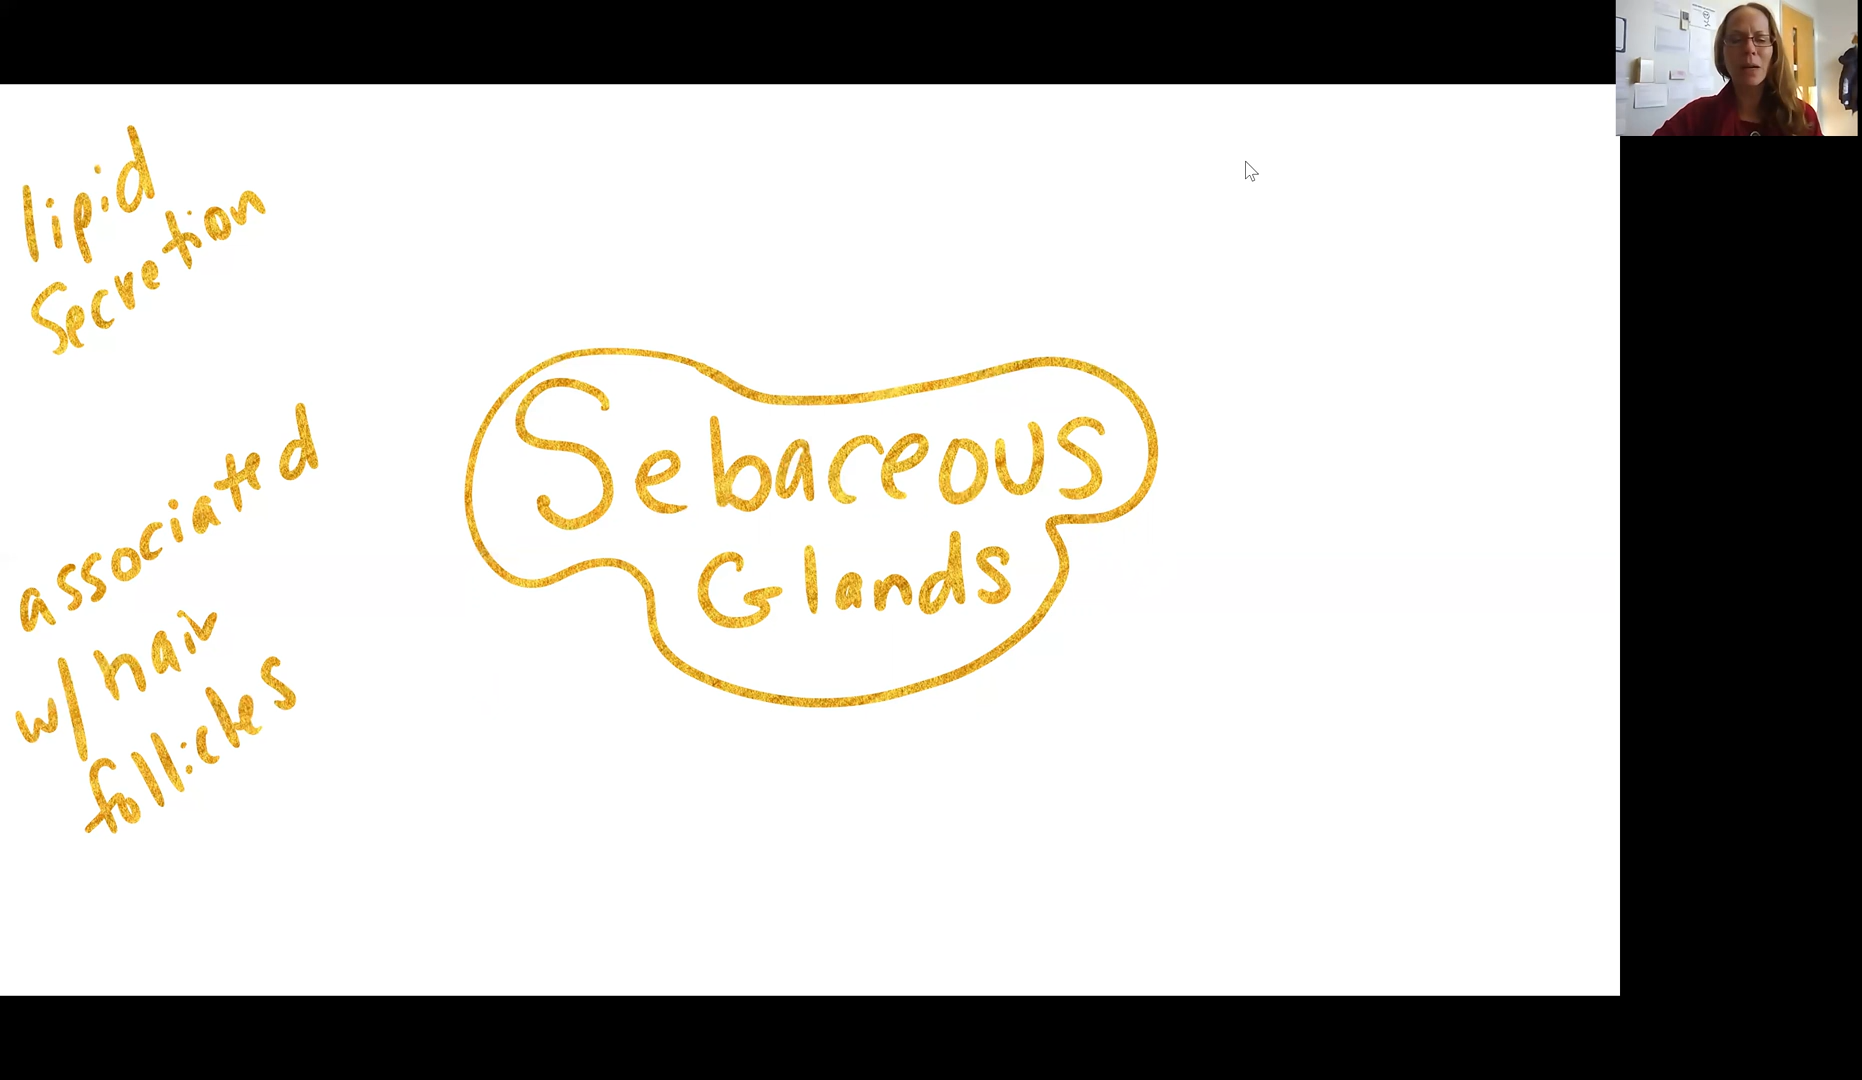 lipid
Secretion
associated
w/ hair
follicles
Sebaceous
Glands